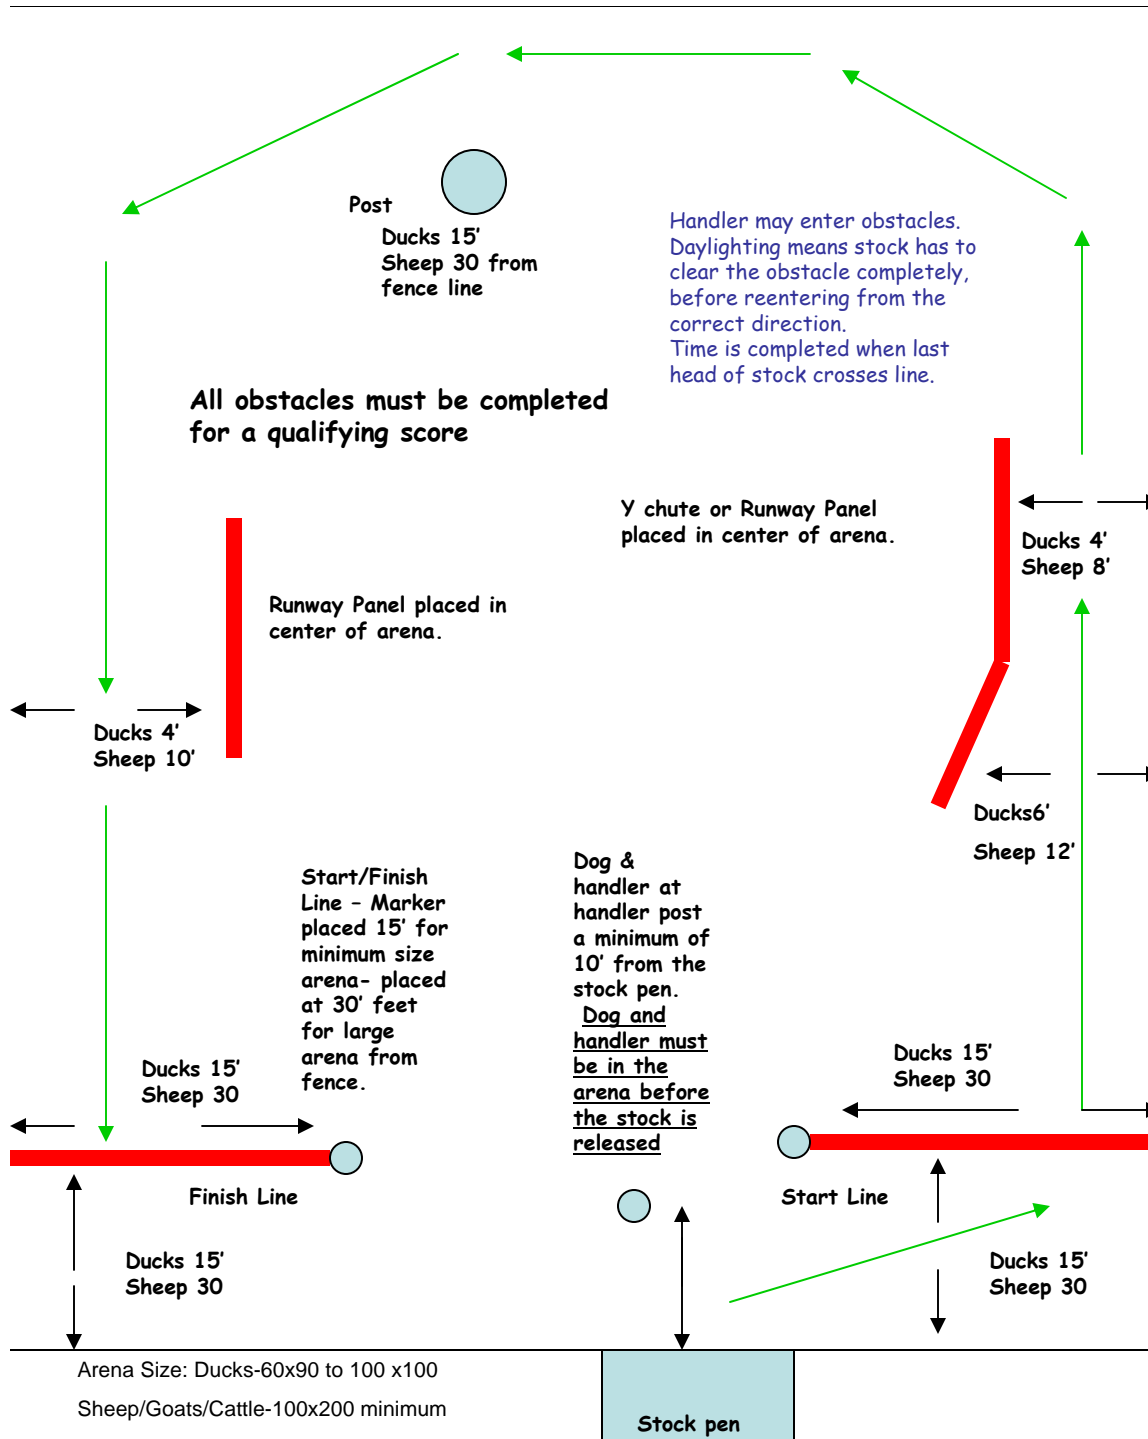 Post
Ducks 15'
Sheep 30 from
fence line
Handler may enter obstacles.
Daylighting means stock has to
clear the obstacle completely,
before reentering from the
correct direction.
Time is completed when last
head of stock crosses line.
All obstacles must be completed
for a qualifying score
Y chute or Runway Panel
placed in center of arena.
Ducks 4'
Sheep 8'
Runway Panel placed in
center of arena.
Ducks 4'
Sheep 10'
Ducks6'
Sheep 12'
Start/Finish
Line – Marker
placed 15' for
minimum size
arena- placed
at 30' feet
for large
arena from
fence.
Dog &
handler at
handler post
a minimum of
10' from the
stock pen.
Dog and
handler must
be in the
arena before
the stock is
released
Ducks 15'
Sheep 30
Ducks 15'
Sheep 30
Finish Line
Start Line
Ducks 15'
Sheep 30
Ducks 15'
Sheep 30
Arena Size: Ducks-60x90 to 100 x100
Sheep/Goats/Cattle-100x200 minimum
Stock pen